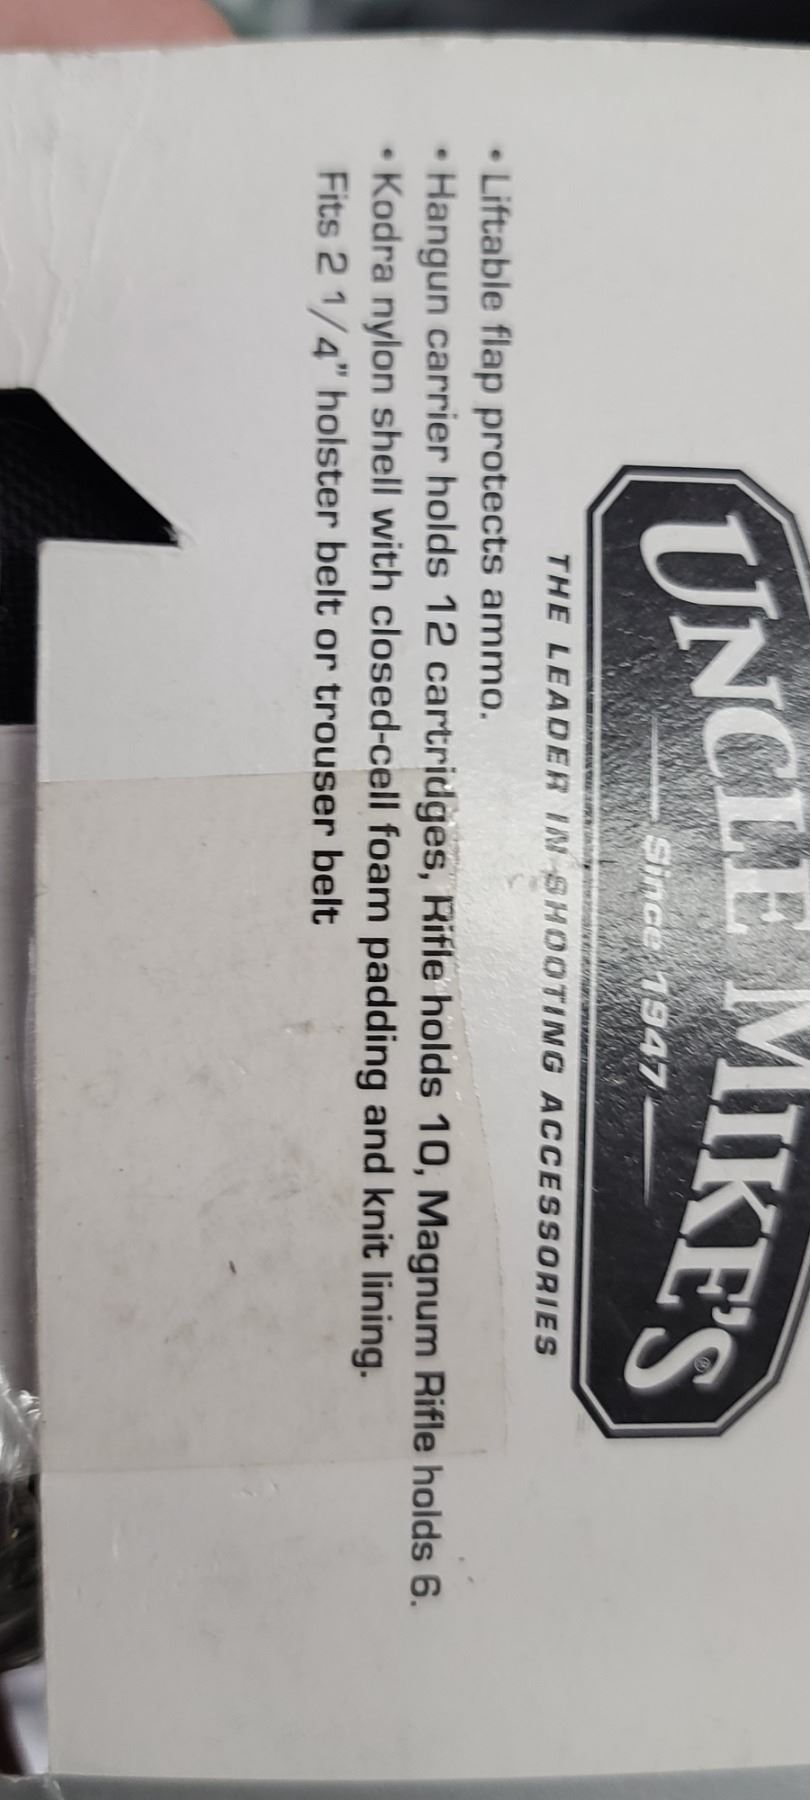 UNCLE MIKE'S®
Since 1947
THE LEADER IN SHOOTING ACCESSORIES
• Liftable flap protects ammo.
• Hangun carrier holds 12 cartridges, Rifle holds 10, Magnum Rifle holds 6.
• Kodra nylon shell with closed-cell foam padding and knit lining.
Fits 2 1/4" holster belt or trouser belt